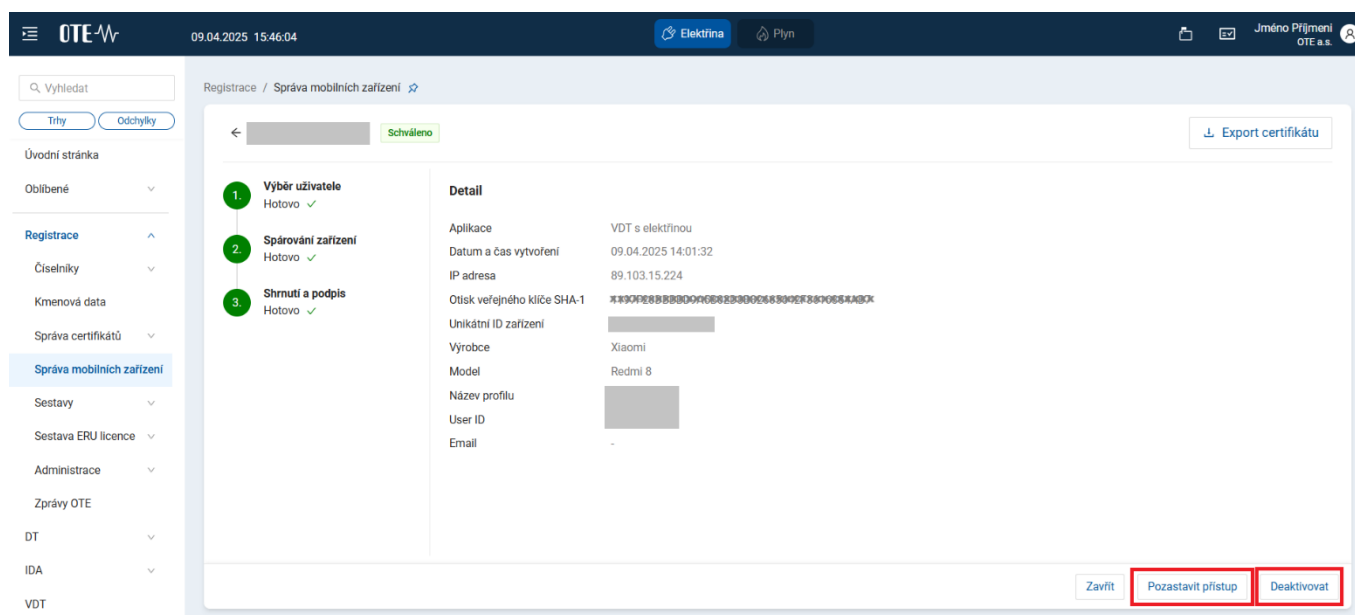 OTE
09.04.2025 15:46:04
Elektřina
Plyn
Jméno Příjmeni
OTE a.s.
Vyhledat
Trhy
Odchylky
Úvodní stránka
Oblíbené
Registrace
Číselníky
Kmenová data
Správa certifikátů
Správa mobilních zařízení
Sestavy
Sestava ERU licence
Administrace
Zprávy OTE
DT
IDA
VDT
Registrace / Správa mobilních zařízení
Schváleno
Export certifikátu
1. Výběr uživatele
Hotovo
2. Spárování zařízení
Hotovo
3. Shrnutí a podpis
Hotovo
Detail
Aplikace VDT s elektřinou
Datum a čas vytvoření 09.04.2025 14:01:32
IP adresa 89.103.15.224
Otisk veřejného klíče SHA-1
Unikátní ID zařízení
Výrobce Xiaomi
Model Redmi 8
Název profilu
User ID
Email -
Zavřít
Pozastavit přístup
Deaktivovat